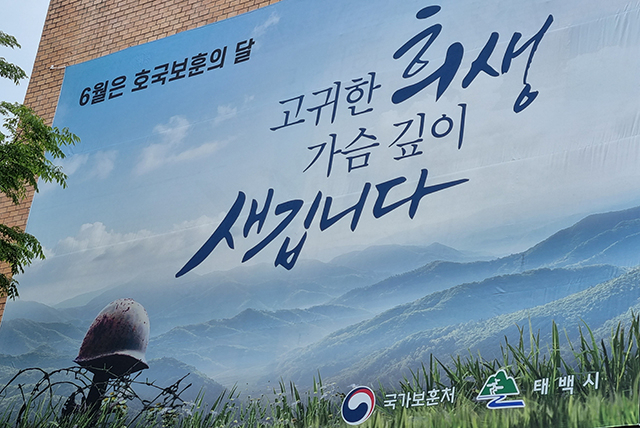 6월은 호국보훈의 달
고귀한 희생
가슴 깊이
새깁니다
국가보훈처 태백시